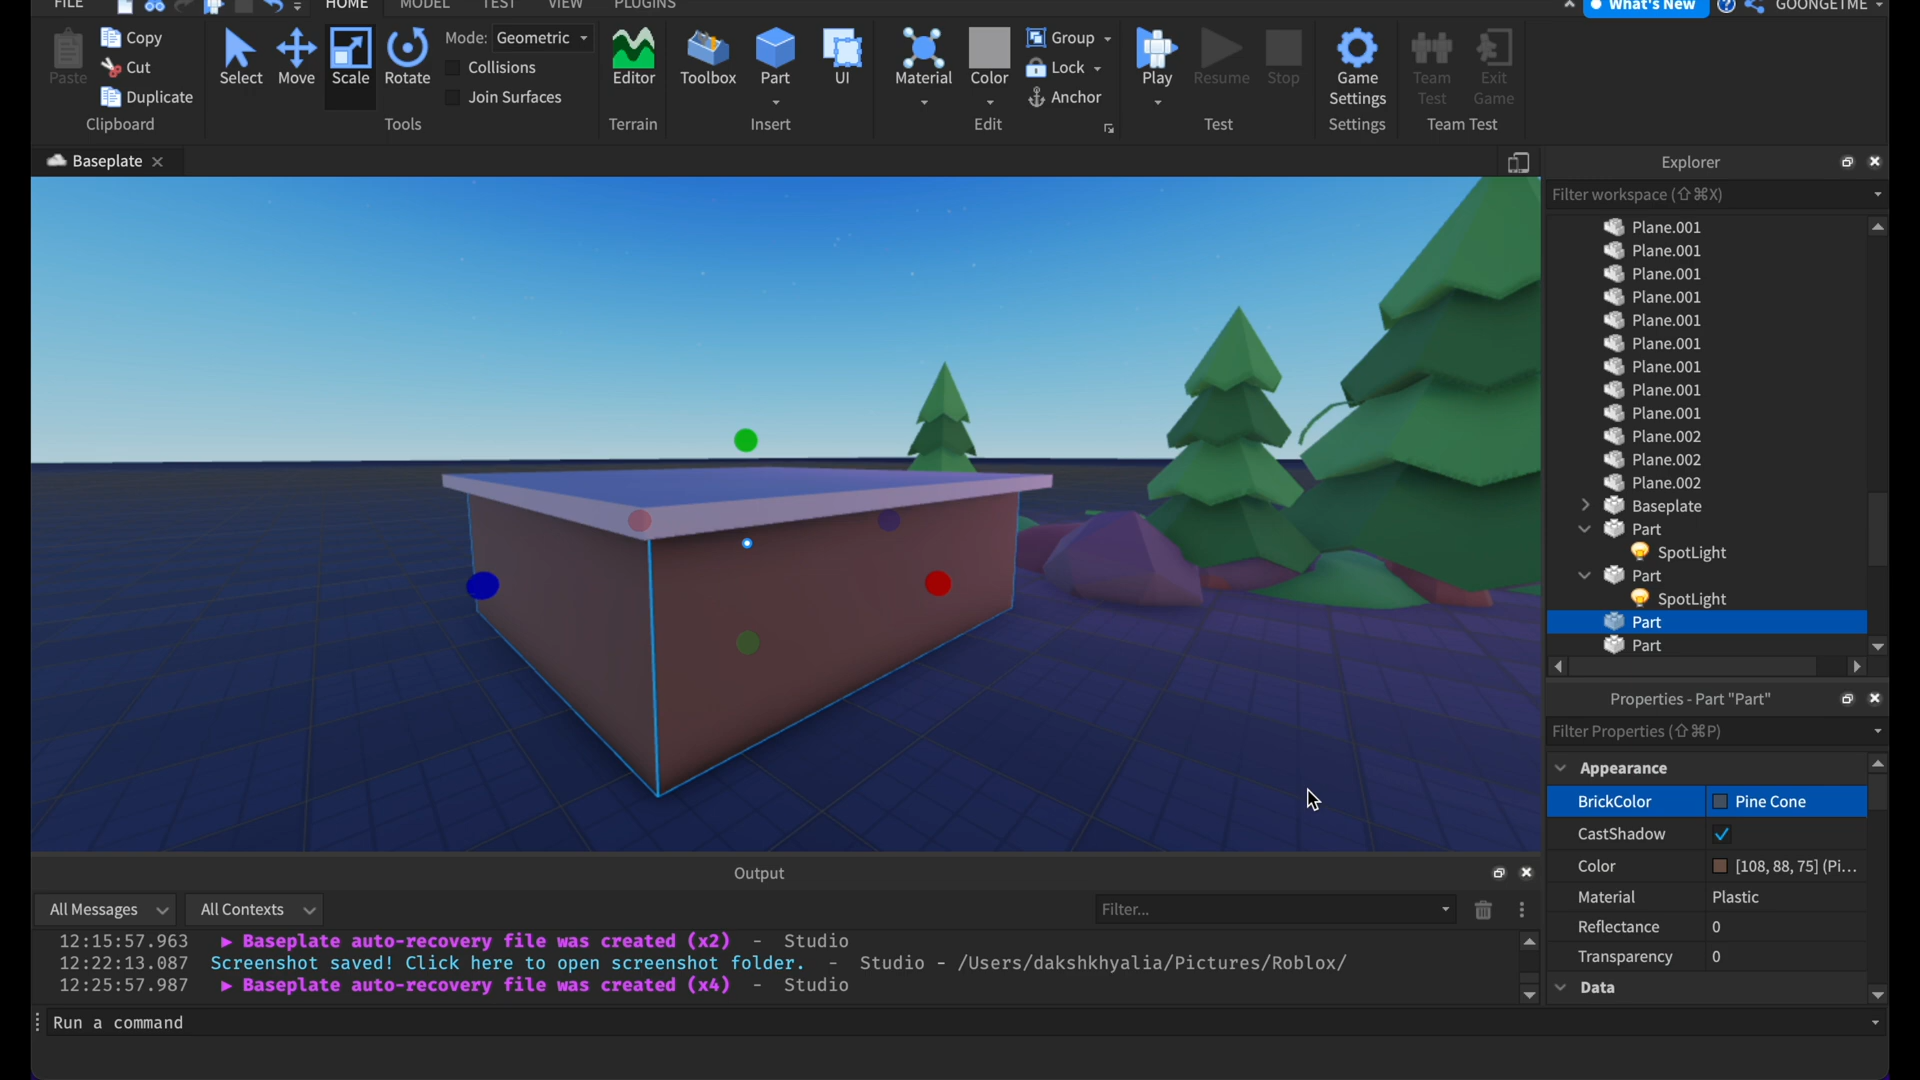 FILE
HOME
MODEL
TEST
VIEW
PLUGINS
What's New
GOONGETME
Paste
Copy
Cut
Duplicate
Clipboard
Select
Move
Scale
Rotate
Mode: Geometric
Collisions
Join Surfaces
Tools
Editor
Terrain
Toolbox
Part
UI
Insert
Material
Color
Group
Lock
Anchor
Edit
Play
Resume
Stop
Test
Game
Settings
Settings
Team
Test
Exit
Game
Team Test
Baseplate
Explorer
Filter workspace (⇧⌘X)
Plane.001
Plane.001
Plane.001
Plane.001
Plane.001
Plane.001
Plane.001
Plane.001
Plane.001
Plane.002
Plane.002
Plane.002
Baseplate
Part
SpotLight
Part
SpotLight
Part
Part
Properties - Part "Part"
Filter Properties (⇧⌘P)
Appearance
BrickColor Pine Cone
CastShadow
Color [108, 88, 75] (Pi...
Material Plastic
Reflectance 0
Transparency 0
Data
Output
All Messages
All Contexts
Filter...
12:15:57.963 ▶ Baseplate auto-recovery file was created (x2) - Studio
12:22:13.087 Screenshot saved! Click here to open screenshot folder. - Studio - /Users/dakshkhyalia/Pictures/Roblox/
12:25:57.987 ▶ Baseplate auto-recovery file was created (x4) - Studio
Run a command